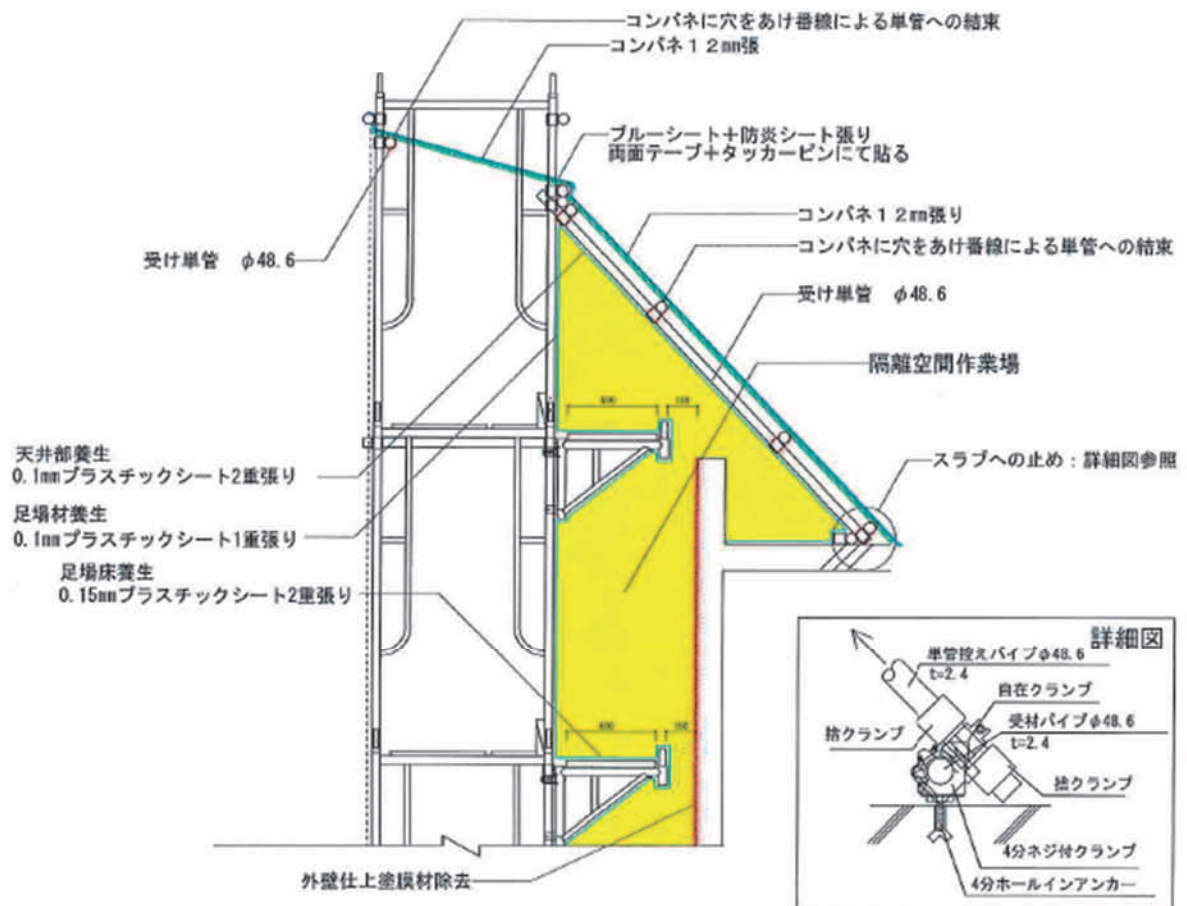 コンパネに穴をあけ番線による単管への結束
コンパネ12mm張
ブルーシート+防炎シート張り
両面テープ+タッカーピンにて貼る
コンパネ12mm張り
コンパネに穴をあけ番線による単管への結束
受け単管 φ48.6
受け単管 φ48.6
隔離空間作業場
天井部養生
0.1mmプラスチックシート2重張り
足場材養生
0.1mmプラスチックシート1重張り
足場床養生
0.15mmプラスチックシート2重張り
スラブへの止め:詳細図参照
外壁仕上塗膜材除去
詳細図
単管控えパイプφ48.6
t=2.4
自在クランプ
受材パイプφ48.6
t=2.4
捨クランプ
捨クランプ
4分ネジ付クランプ
4分ホールインアンカー